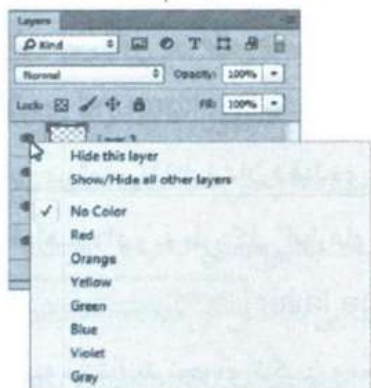 Layers
Kind
Normal
Opacity: 100%
Lock:
Fill: 100%
Layer 3
Hide this layer
Show/Hide all other layers
✓ No Color
Red
Orange
Yellow
Green
Blue
Violet
Gray